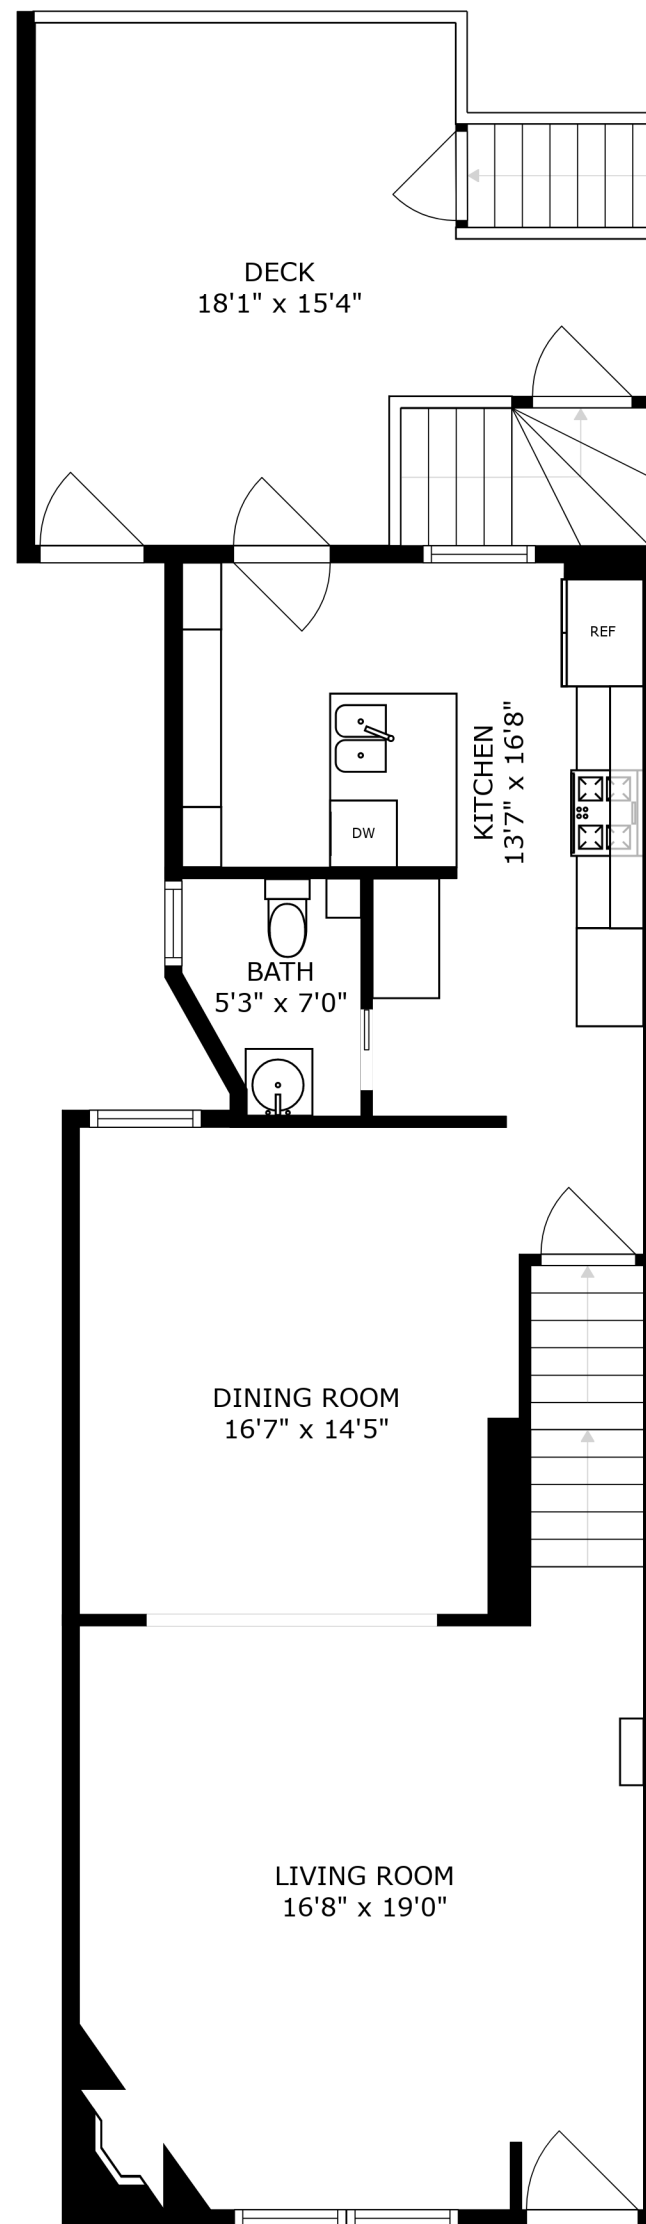 DECK
18'1" x 15'4"
REF
KITCHEN
13'7" x 16'8"
DW
BATH
5'3" x 7'0"
DINING ROOM
16'7" x 14'5"
LIVING ROOM
16'8" x 19'0"